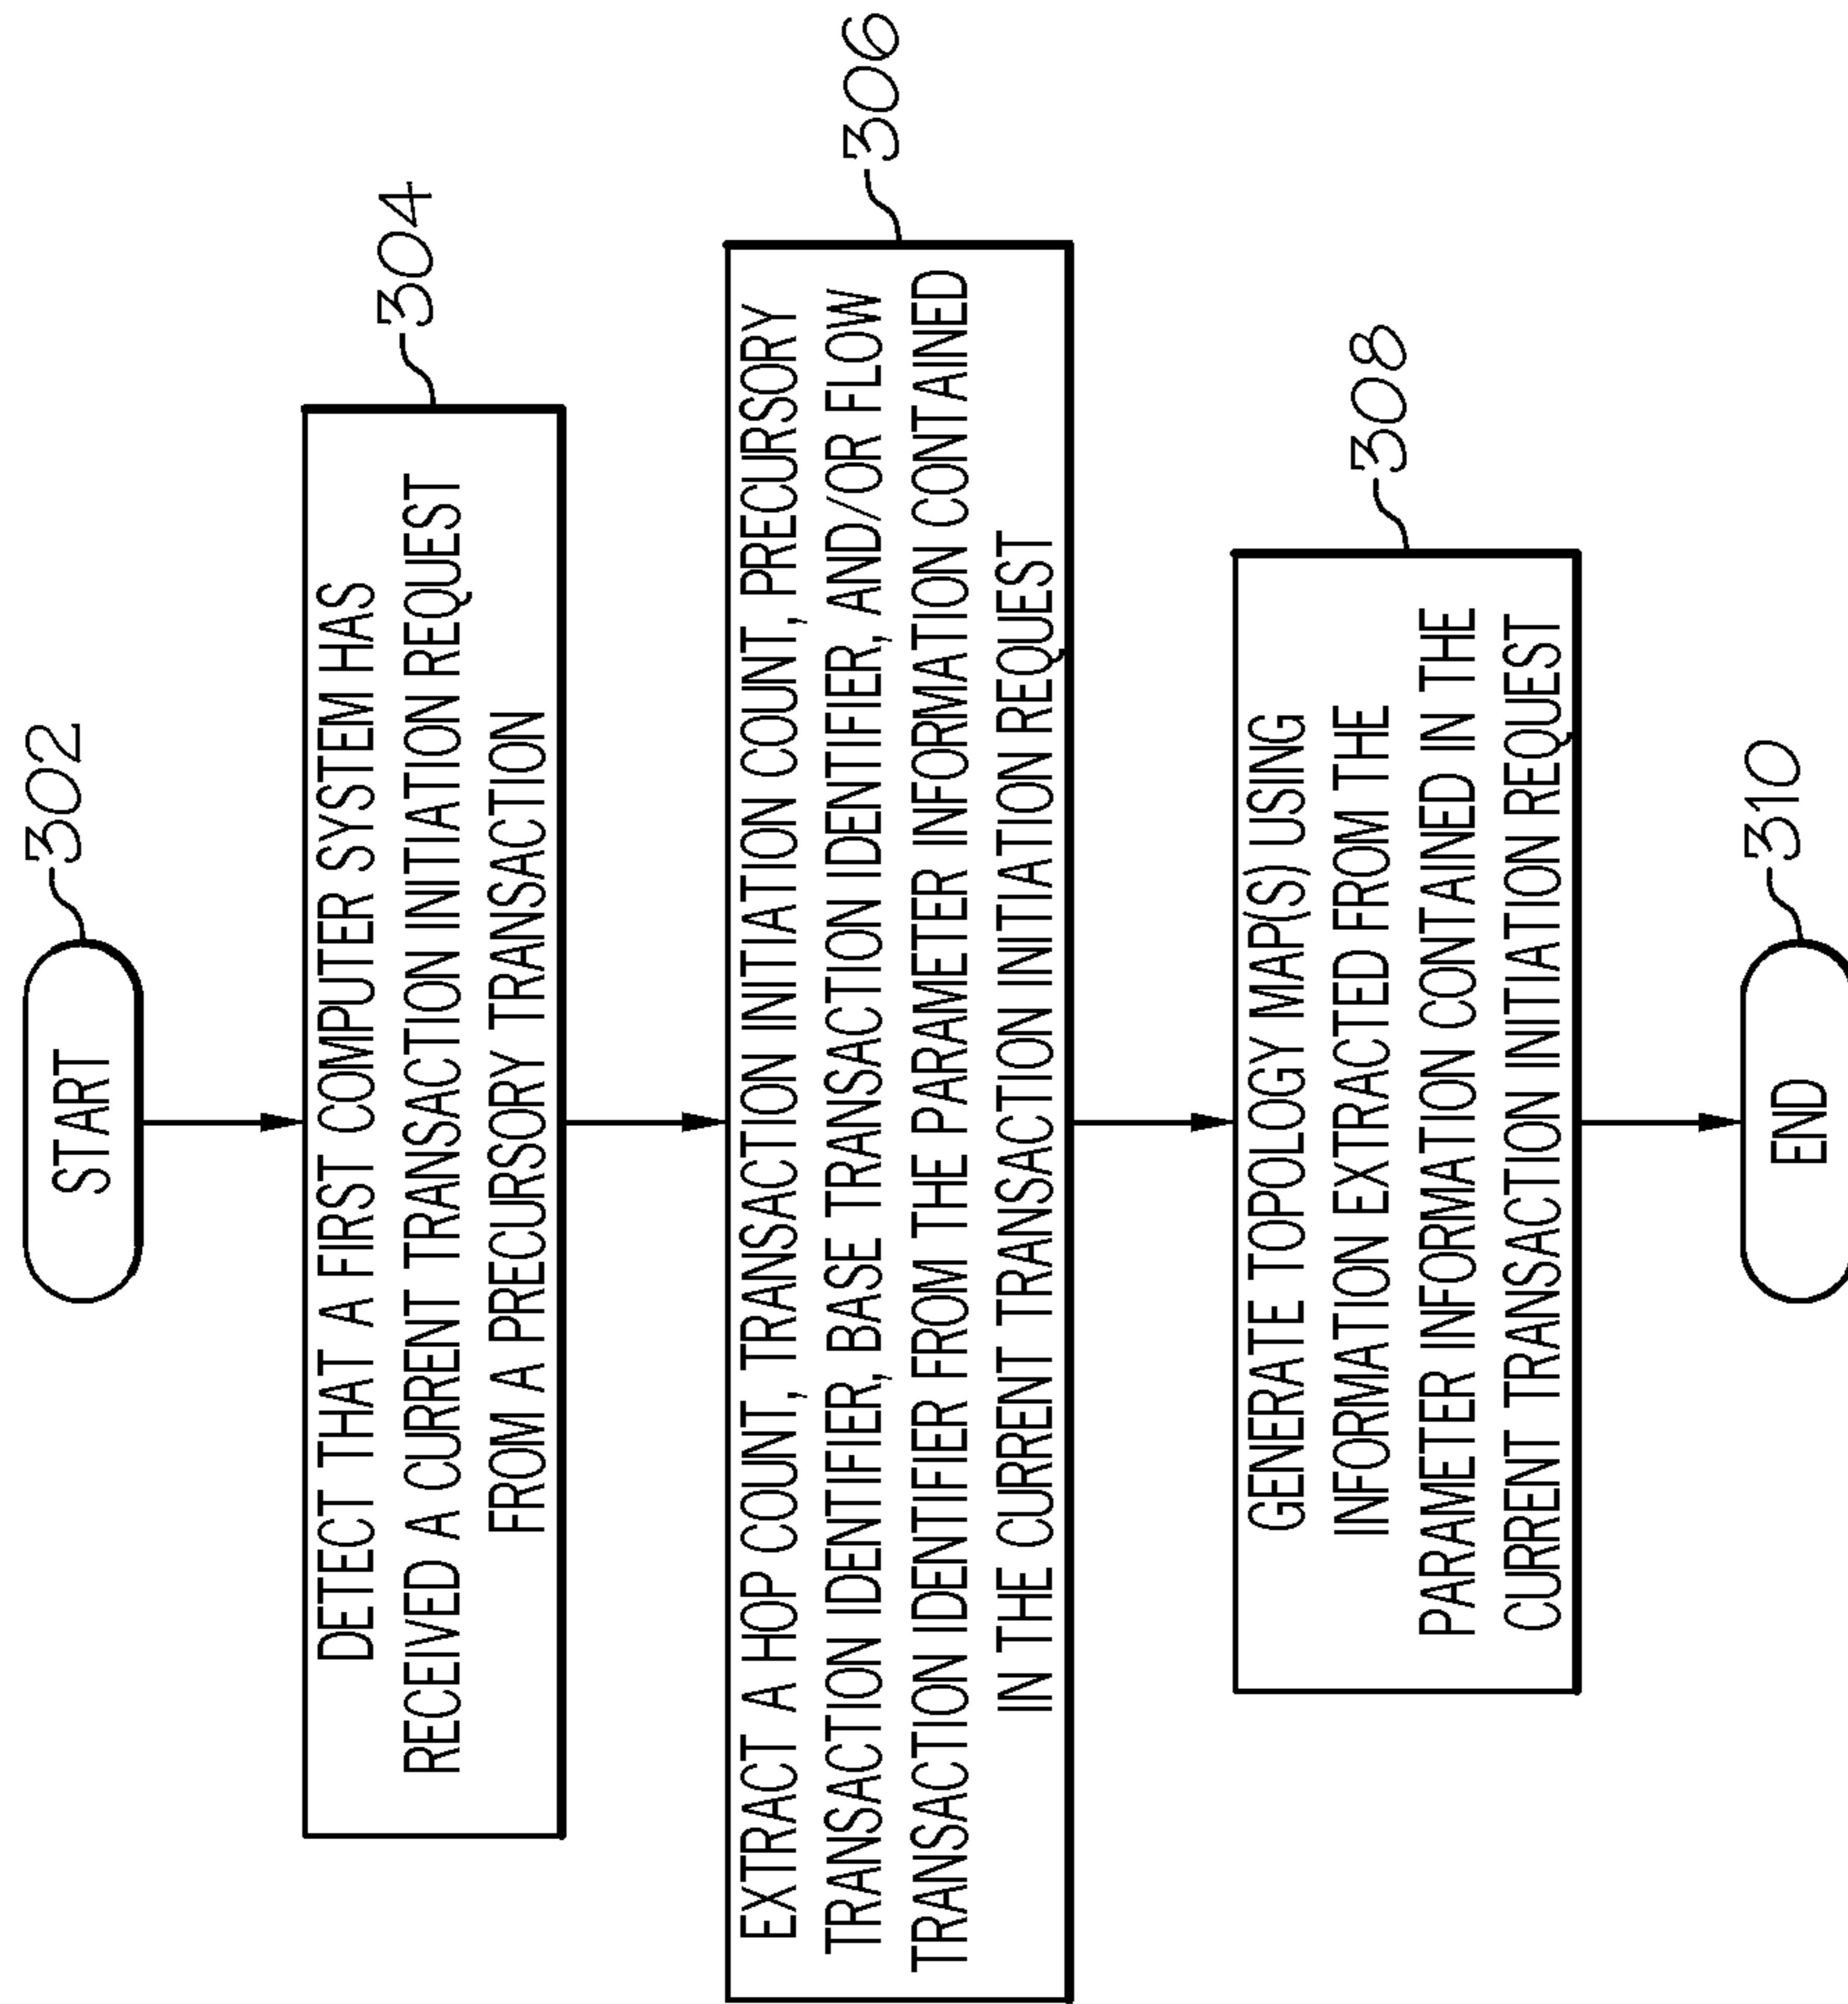 START
302
DETECT THAT A FIRST COMPUTER SYSTEM HAS
RECEIVED A CURRENT TRANSACTION INITIATION REQUEST
FROM A PRECURSORY TRANSACTION
304
EXTRACT A HOP COUNT, TRANSACTION INITIATION COUNT, PRECURSORY
TRANSACTION IDENTIFIER, BASE TRANSACTION IDENTIFIER, AND/OR FLOW
TRANSACTION IDENTIFIER FROM THE PARAMETER INFORMATION CONTAINED
IN THE CURRENT TRANSACTION INITIATION REQUEST
306
GENERATE TOPOLOGY MAP(S) USING
INFORMATION EXTRACTED FROM THE
PARAMETER INFORMATION CONTAINED IN THE
CURRENT TRANSACTION INITIATION REQUEST
308
END
310